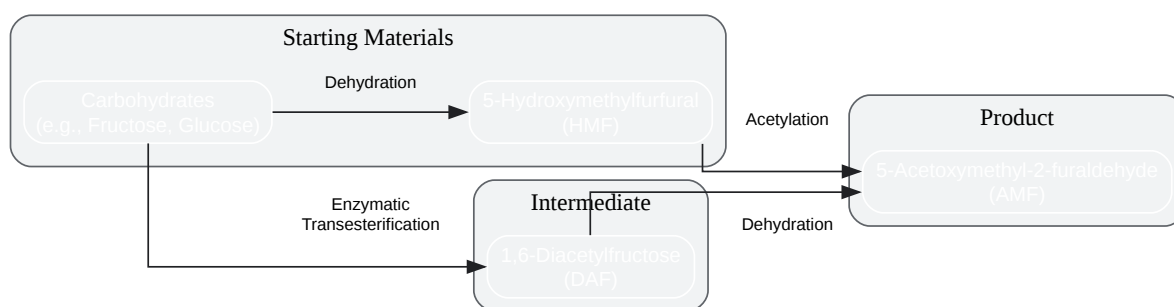 Starting Materials
Dehydration
Carbohydrates
(e.g., Fructose, Glucose)
5-Hydroxymethylfurfural
(HMF)
Acetylation
Product
5-Acetoxymethyl-2-furaldehyde
(AMF)
Enzymatic
Transesterification
Intermediate
Dehydration
1,6-Diacetylfructose
(DAF)